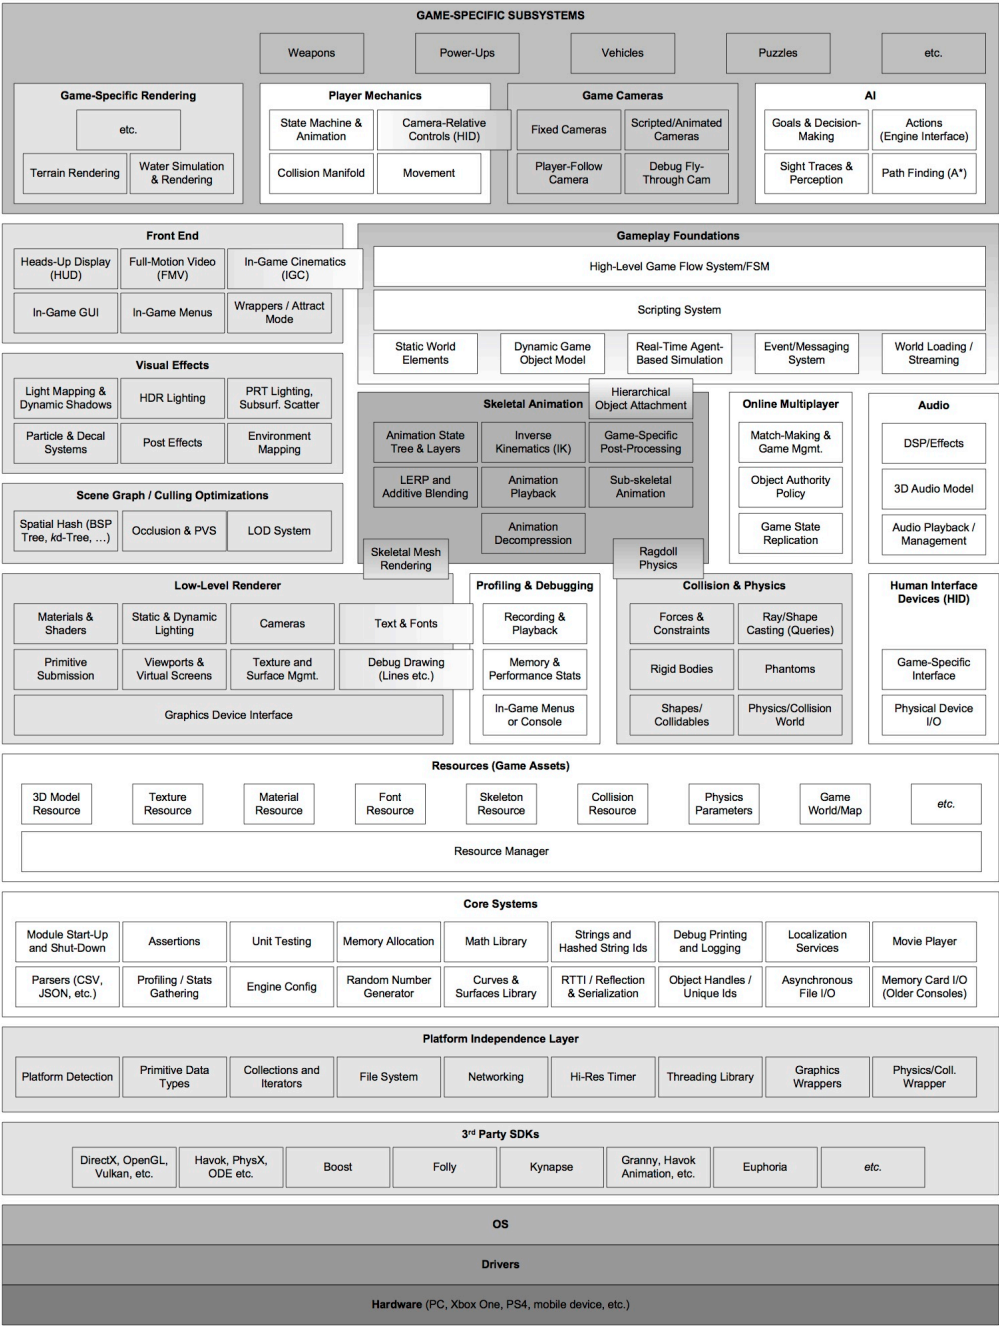 GAME-SPECIFIC SUBSYSTEMS
Weapons
Power-Ups
Vehicles
Puzzles
etc.
Game-Specific Rendering
etc.
Terrain Rendering
Water Simulation
& Rendering
Player Mechanics
State Machine &
Animation
Camera-Relative
Controls (HID)
Collision Manifold
Movement
Game Cameras
Fixed Cameras
Scripted/Animated
Cameras
Player-Follow
Camera
Debug Fly-
Through Cam
AI
Goals & Decision-
Making
Actions
(Engine Interface)
Sight Traces &
Perception
Path Finding (A*)
Front End
Heads-Up Display
(HUD)
Full-Motion Video
(FMV)
In-Game Cinematics
(IGC)
In-Game GUI
In-Game Menus
Wrappers / Attract
Mode
Gameplay Foundations
High-Level Game Flow System/FSM
Scripting System
Static World
Elements
Dynamic Game
Object Model
Real-Time Agent-
Based Simulation
Event/Messaging
System
World Loading /
Streaming
Visual Effects
Light Mapping &
Dynamic Shadows
HDR Lighting
PRT Lighting,
Subsurf. Scatter
Particle & Decal
Systems
Post Effects
Environment
Mapping
Hierarchical
Object Attachment
Skeletal Animation
Animation State
Tree & Layers
Inverse
Kinematics (IK)
Game-Specific
Post-Processing
LERP and
Additive Blending
Animation
Playback
Sub-skeletal
Animation
Animation
Decompression
Online Multiplayer
Match-Making &
Game Mgmt.
Object Authority
Policy
Game State
Replication
Audio
DSP/Effects
3D Audio Model
Audio Playback /
Management
Scene Graph / Culling Optimizations
Spatial Hash (BSP
Tree, kd-Tree, …)
Occlusion & PVS
LOD System
Skeletal Mesh
Rendering
Ragdoll
Physics
Low-Level Renderer
Materials &
Shaders
Static & Dynamic
Lighting
Cameras
Text & Fonts
Primitive
Submission
Viewports &
Virtual Screens
Texture and
Surface Mgmt.
Debug Drawing
(Lines etc.)
Graphics Device Interface
Profiling & Debugging
Recording &
Playback
Memory &
Performance Stats
In-Game Menus
or Console
Collision & Physics
Forces &
Constraints
Ray/Shape
Casting (Queries)
Rigid Bodies
Phantoms
Shapes/
Collidables
Physics/Collision
World
Human Interface
Devices (HID)
Game-Specific
Interface
Physical Device
I/O
Resources (Game Assets)
3D Model
Resource
Texture
Resource
Material
Resource
Font
Resource
Skeleton
Resource
Collision
Resource
Physics
Parameters
Game
World/Map
etc.
Resource Manager
Core Systems
Module Start-Up
and Shut-Down
Assertions
Unit Testing
Memory Allocation
Math Library
Strings and
Hashed String Ids
Debug Printing
and Logging
Localization
Services
Movie Player
Parsers (CSV,
JSON, etc.)
Profiling / Stats
Gathering
Engine Config
Random Number
Generator
Curves &
Surfaces Library
RTTI / Reflection
& Serialization
Object Handles /
Unique Ids
Asynchronous
File I/O
Memory Card I/O
(Older Consoles)
Platform Independence Layer
Platform Detection
Primitive Data
Types
Collections and
Iterators
File System
Networking
Hi-Res Timer
Threading Library
Graphics
Wrappers
Physics/Coll.
Wrapper
3rd Party SDKs
DirectX, OpenGL,
Vulkan, etc.
Havok, PhysX,
ODE etc.
Boost
Folly
Kynapse
Granny, Havok
Animation, etc.
Euphoria
etc.
OS
Drivers
Hardware (PC, Xbox One, PS4, mobile device, etc.)